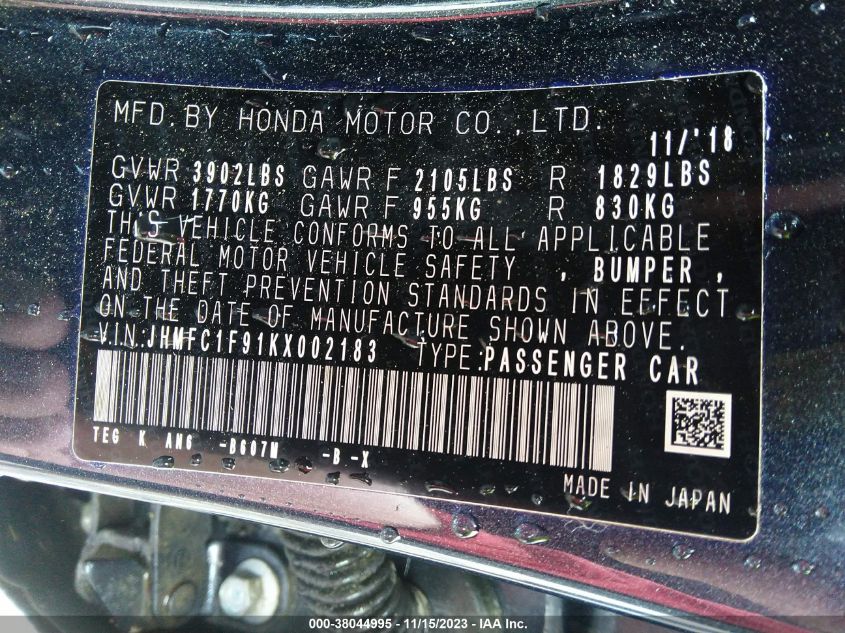 MFD. BY HONDA MOTOR CO., LTD.
11/'18
GVWR 3902LBS GAWR F 2105LBS R 1829LBS
GVWR 1770KG GAWR F 955KG R 830KG
THIS VEHICLE CONFORMS TO ALL APPLICABLE
FEDERAL MOTOR VEHICLE SAFETY , BUMPER ,
AND THEFT PREVENTION STANDARDS IN EFFECT
ON THE DATE OF MANUFACTURE SHOWN ABOVE.
VIN:JHMFC1F91KX002183 TYPE:PASSENGER CAR
TEG K AN6 -B607M -B -X
MADE IN JAPAN
000-38044995 — 11/15/2023 — IAA Inc.